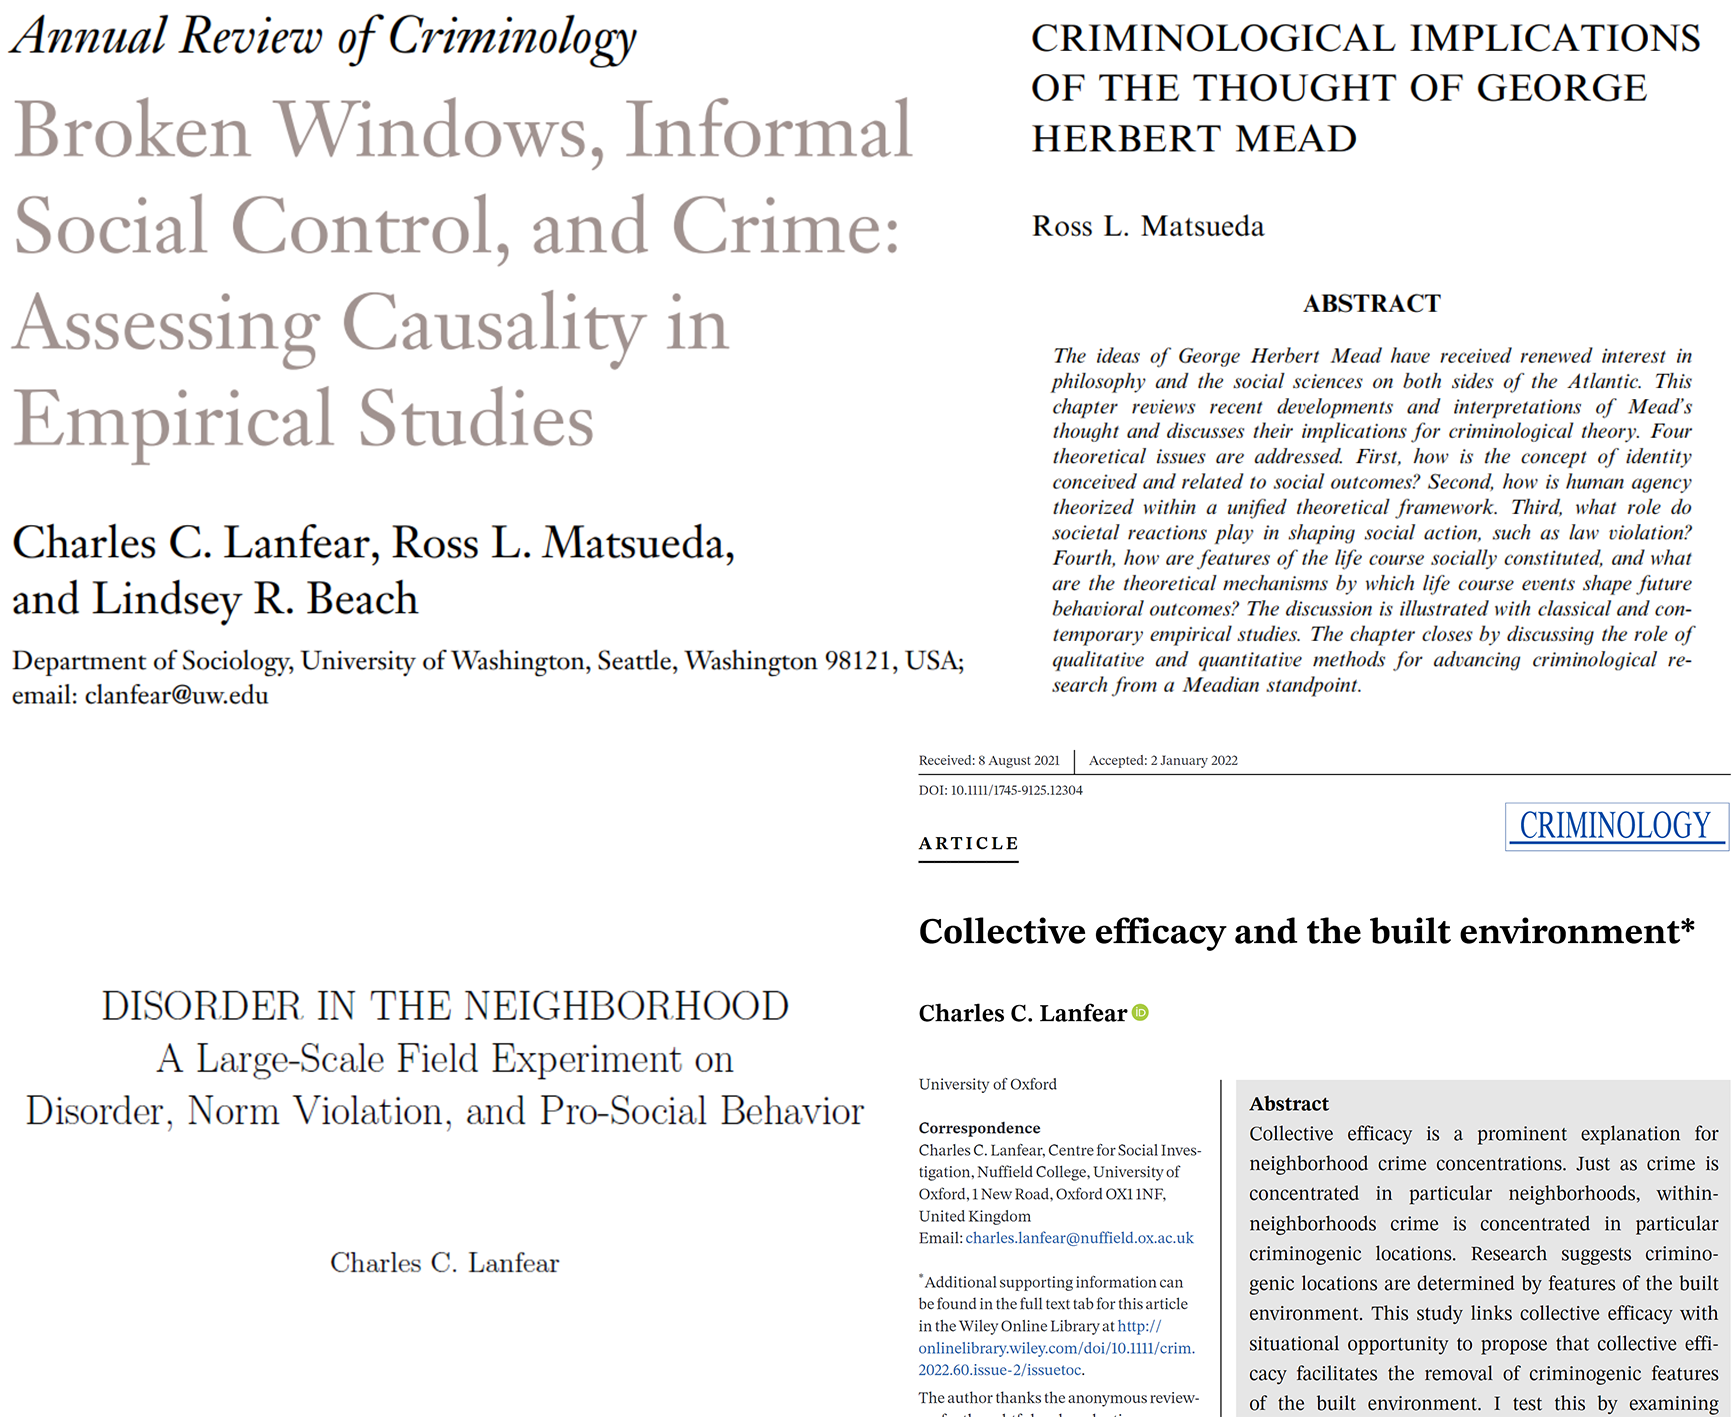 Annual Review of Criminology
Broken Windows, Informal
Social Control, and Crime:
Assessing Causality in
Empirical Studies
Charles C. Lanfear, Ross L. Matsueda,
and Lindsey R. Beach
Department of Sociology, University of Washington, Seattle, Washington 98121, USA;
email: clanfear@uw.edu
CRIMINOLOGICAL IMPLICATIONS
OF THE THOUGHT OF GEORGE
HERBERT MEAD
Ross L. Matsueda
ABSTRACT
The ideas of George Herbert Mead have received renewed interest in
philosophy and the social sciences on both sides of the Atlantic. This
chapter reviews recent developments and interpretations of Mead's
thought and discusses their implications for criminological theory. Four
theoretical issues are addressed. First, how is the concept of identity
conceived and related to social outcomes? Second, how is human agency
theorized within a unified theoretical framework. Third, what role do
societal reactions play in shaping social action, such as law violation?
Fourth, how are features of the life course socially constituted, and what
are the theoretical mechanisms by which life course events shape future
behavioral outcomes? The discussion is illustrated with classical and con-
temporary empirical studies. The chapter closes by discussing the role of
qualitative and quantitative methods for advancing criminological re-
search from a Meadian standpoint.
DISORDER IN THE NEIGHBORHOOD
A Large-Scale Field Experiment on
Disorder, Norm Violation, and Pro-Social Behavior
Charles C. Lanfear
Received: 8 August 2021 Accepted: 2 January 2022
DOI: 10.1111/1745-9125.12304
ARTICLE
CRIMINOLOGY
Collective efficacy and the built environment*
Charles C. Lanfear iD
University of Oxford
Correspondence
Charles C. Lanfear, Centre for Social Inves-
tigation, Nuffield College, University of
Oxford, 1 New Road, Oxford OX1 1NF,
United Kingdom
Email: charles.lanfear@nuffield.ox.ac.uk
*Additional supporting information can
be found in the full text tab for this article
in the Wiley Online Library at http://
onlinelibrary.wiley.com/doi/10.1111/crim.
2022.60.issue-2/issuetoc.
The author thanks the anonymous review-
Abstract
Collective efficacy is a prominent explanation for
neighborhood crime concentrations. Just as crime is
concentrated in particular neighborhoods, within-
neighborhoods crime is concentrated in particular
criminogenic locations. Research suggests crimino-
genic locations are determined by features of the built
environment. This study links collective efficacy with
situational opportunity to propose that collective effi-
cacy facilitates the removal of criminogenic features
of the built environment. I test this by examining